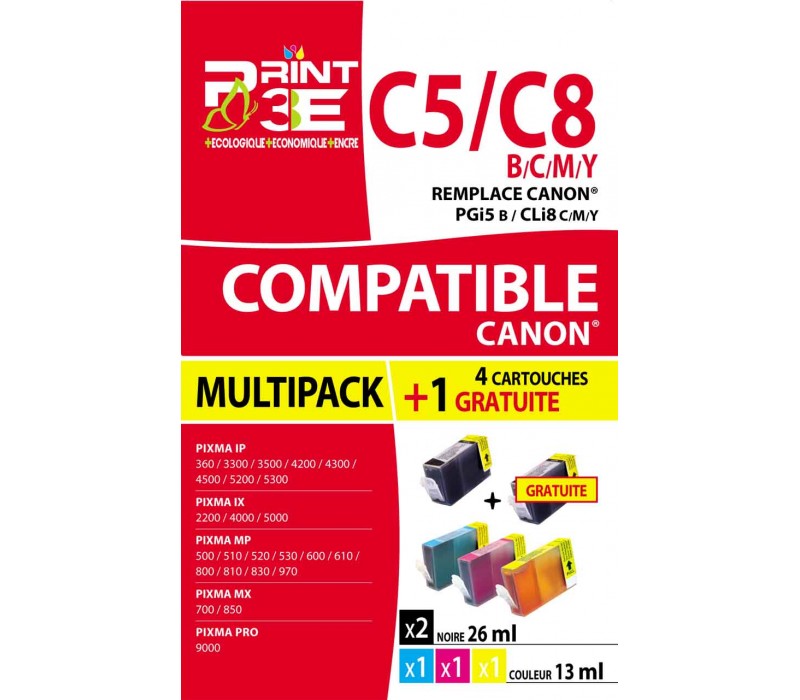 PRINT
3E
+ECOLOGIQUE+ECONOMIQUE+ENCRE
C5/C8
B/C/M/Y
REMPLACE CANON®
PGi5 B / CLi8 C/M/Y
COMPATIBLE
CANON®
MULTIPACK
4 CARTOUCHES
+1 GRATUITE
PIXMA IP
360 / 3300 / 3500 / 4200 / 4300 /
4500 / 5200 / 5300
PIXMA IX
2200 / 4000 / 5000
PIXMA MP
500 / 510 / 520 / 530 / 600 / 610 /
800 / 810 / 830 / 970
PIXMA MX
700 / 850
PIXMA PRO
9000
+
GRATUITE
x2 NOIRE 26 ml
x1 x1 x1 COULEUR 13 ml